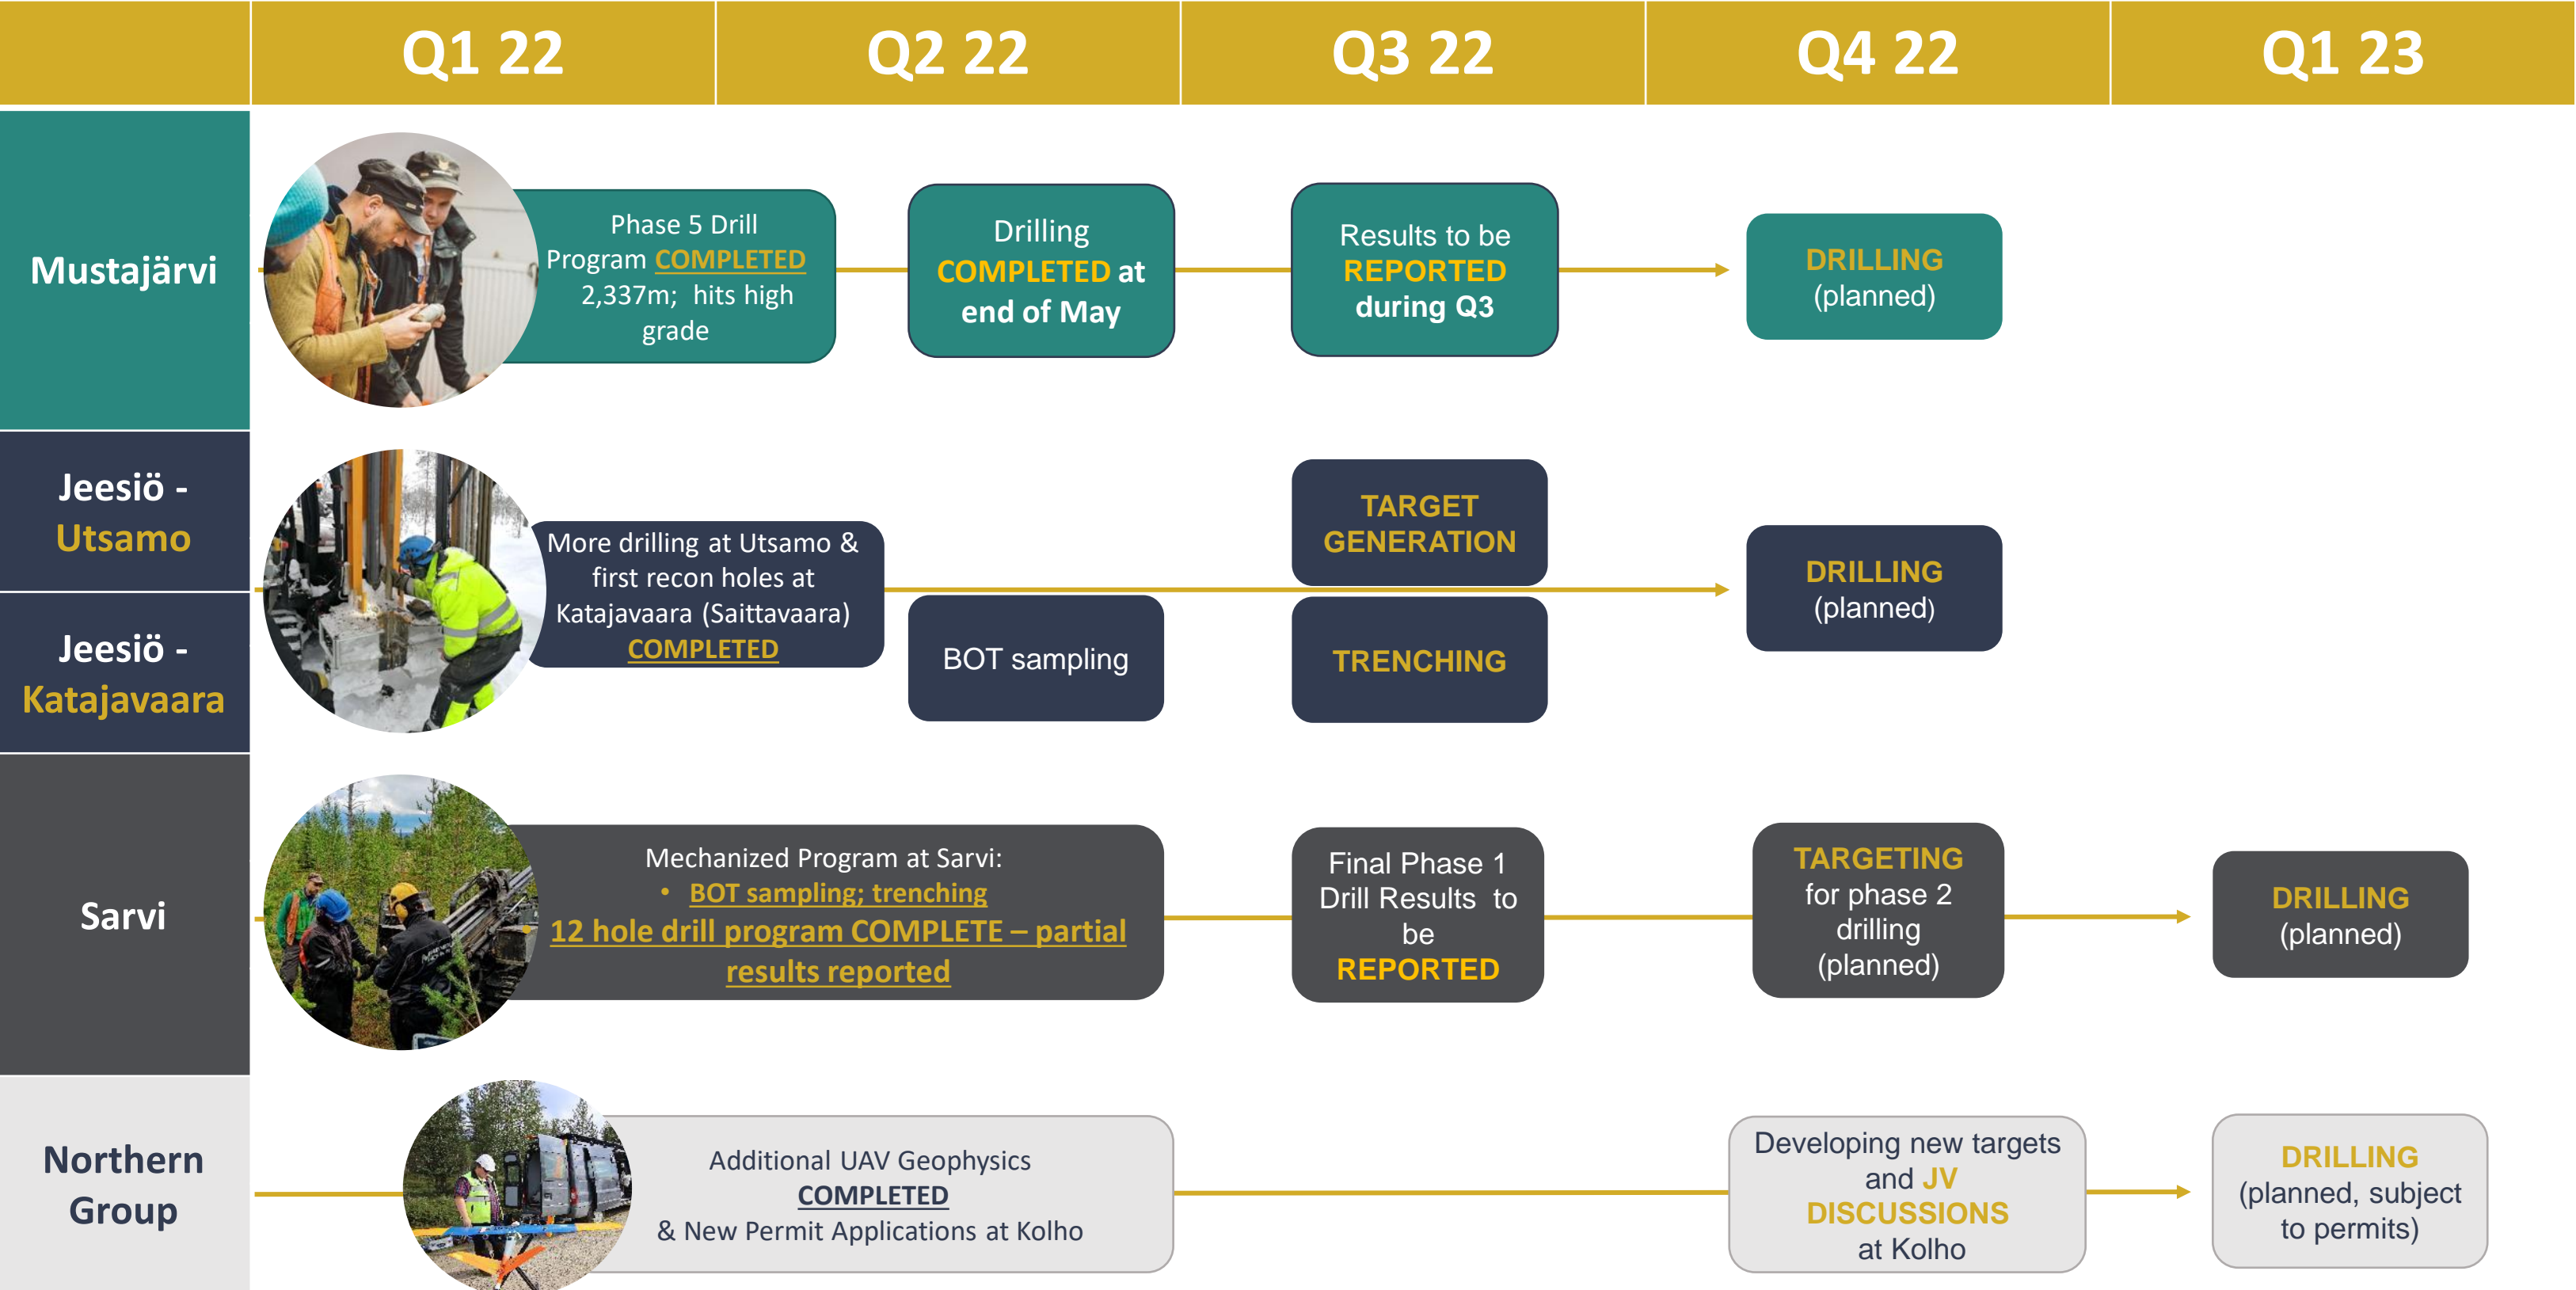 Q1 22
Q2 22
Q3 22
Q4 22
Q1 23
Mustajärvi
Phase 5 Drill
Program COMPLETED
2,337m; hits high
grade
Drilling
COMPLETED at
end of May
Results to be
REPORTED
during Q3
DRILLING
(planned)
Jeesiö -
Utsamo
Jeesiö -
Katajavaara
More drilling at Utsamo &
first recon holes at
Katajavaara (Saittavaara)
COMPLETED
BOT sampling
TARGET
GENERATION
TRENCHING
DRILLING
(planned)
Sarvi
Mechanized Program at Sarvi:
• BOT sampling; trenching
• 12 hole drill program COMPLETE – partial
results reported
Final Phase 1
Drill Results to
be
REPORTED
TARGETING
for phase 2
drilling
(planned)
DRILLING
(planned)
Northern
Group
Additional UAV Geophysics
COMPLETED
& New Permit Applications at Kolho
Developing new targets
and JV
DISCUSSIONS
at Kolho
DRILLING
(planned, subject
to permits)